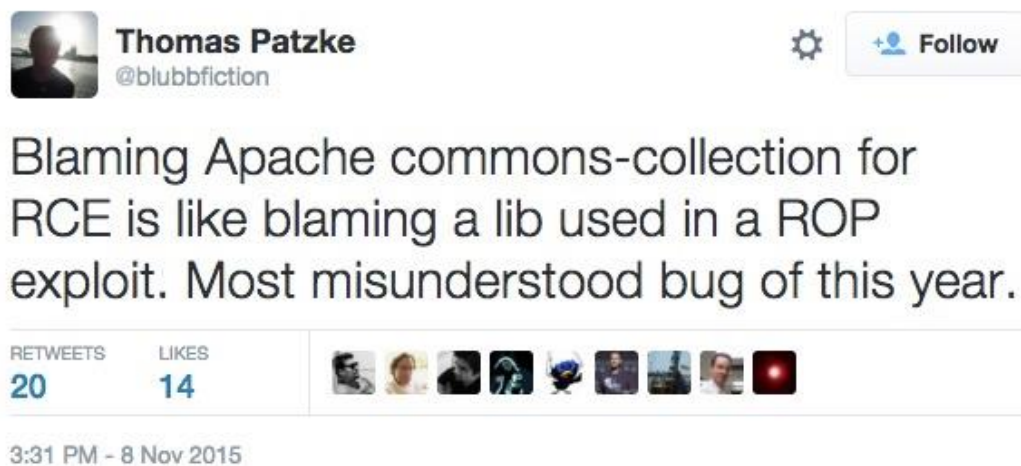 Thomas Patzke
@blubbfiction
Follow
Blaming Apache commons-collection for
RCE is like blaming a lib used in a ROP
exploit. Most misunderstood bug of this year.
RETWEETS LIKES
20 14
3:31 PM - 8 Nov 2015